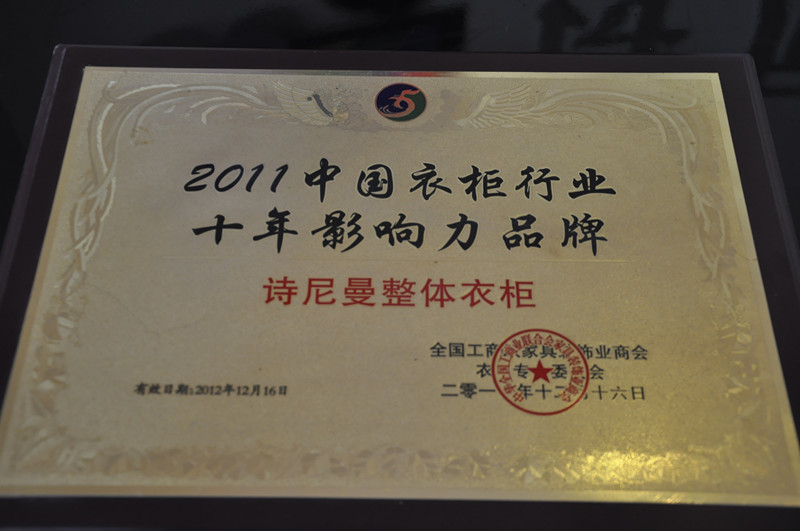 2011中国衣柜行业
十年影响力品牌
诗尼曼整体衣柜
全国工商 家具 饰业商会
衣 专 委 会
有效日期:2012年12月16日
二零一 年十二月十六日